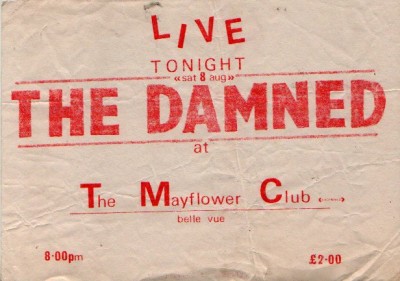 LIVE
TONIGHT
«sat 8 aug»
THE DAMNED
at
The Mayflower Club
belle vue
8·00pm £2·00